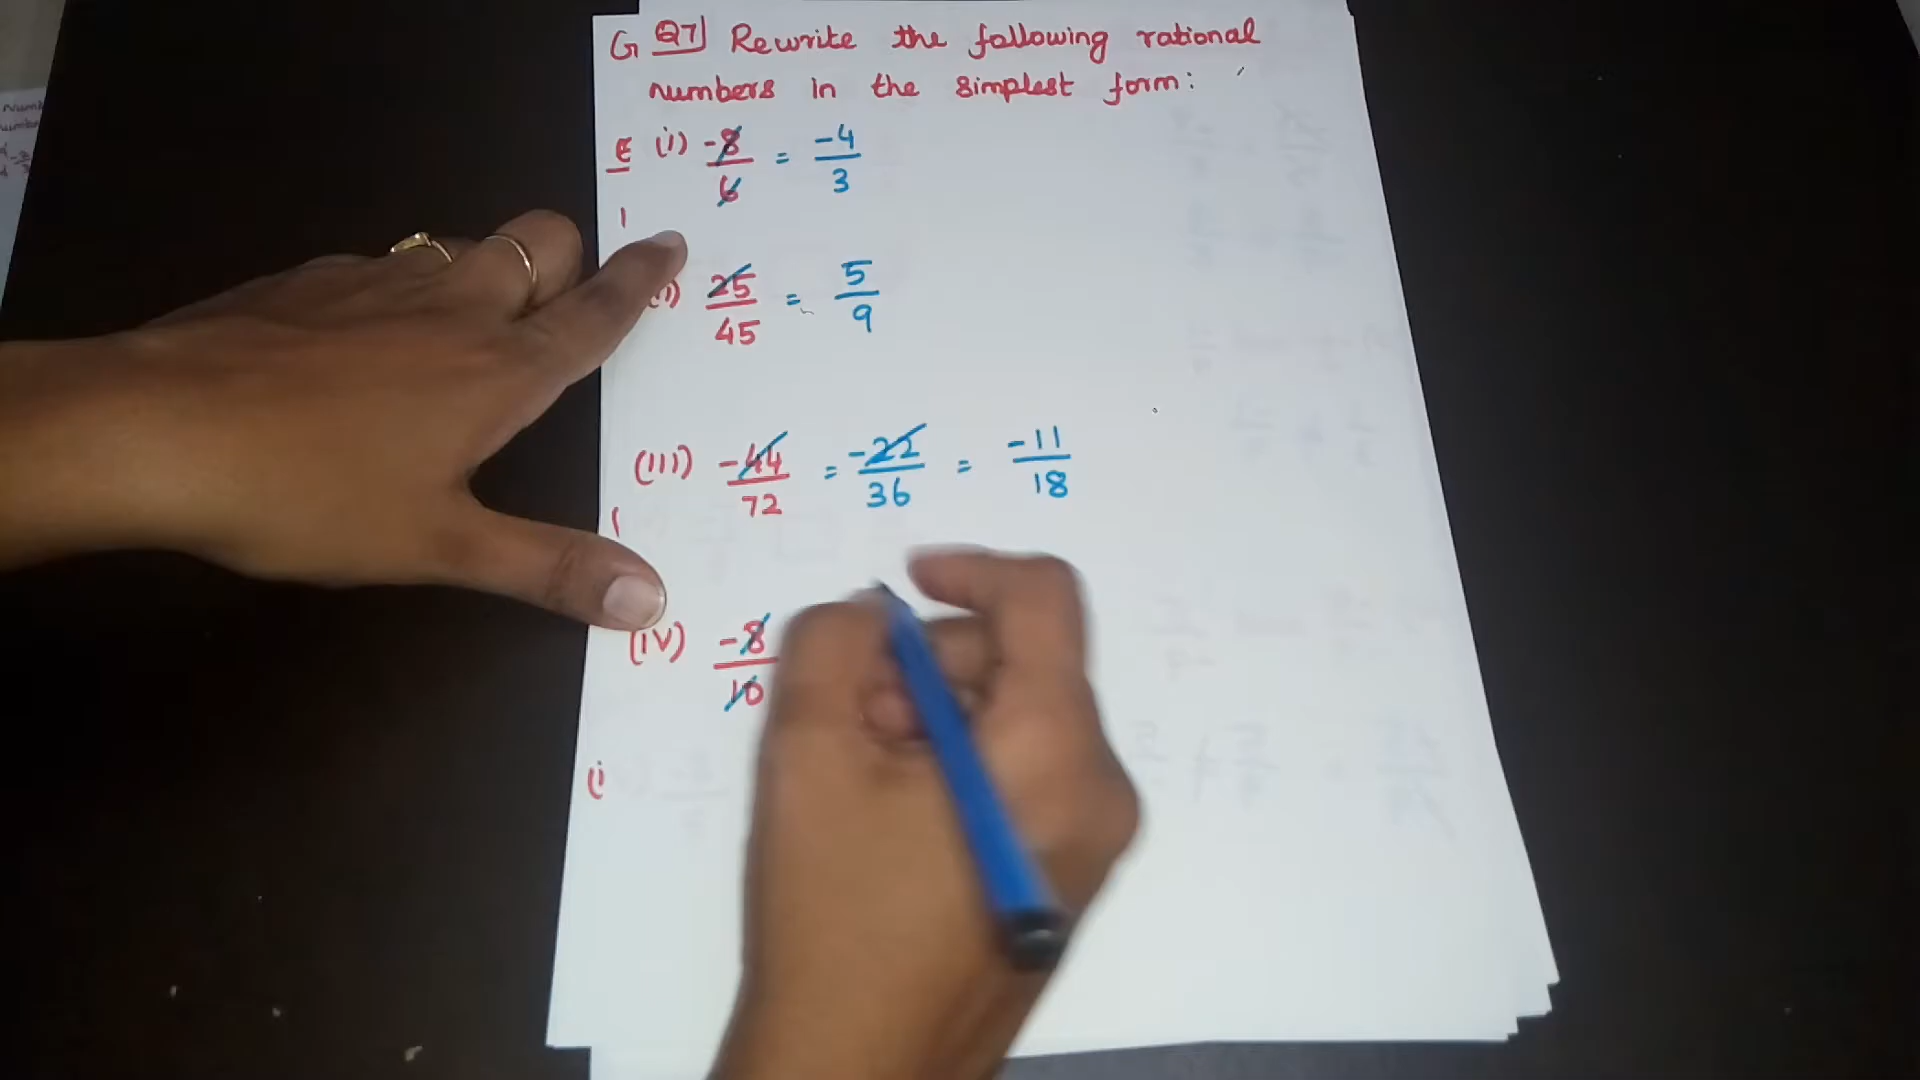 G Q7 Rewrite the following rational
numbers in the simplest form:
E (i) -8/6 = -4/3
25/45 = 5/9
(III) -44/72 = -22/36 = -11/18
(IV) -8/10
(i